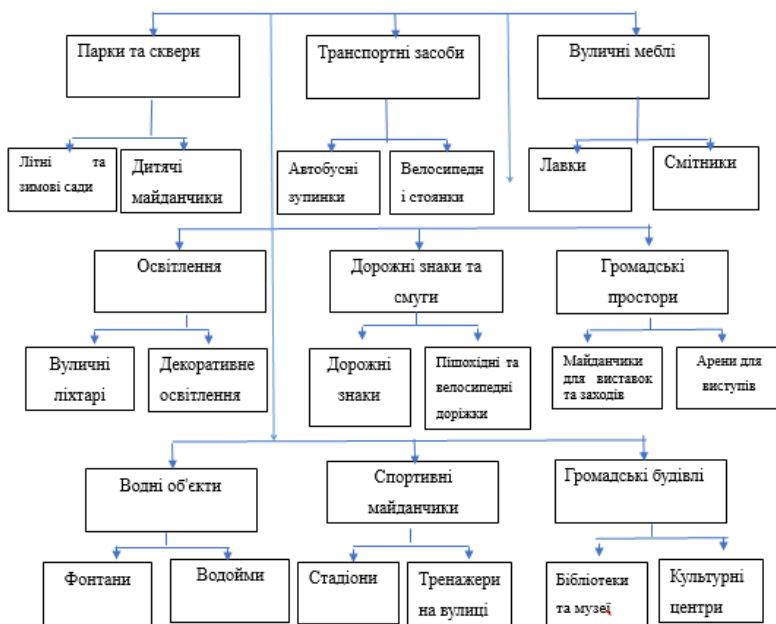 Парки та сквери
Транспортні засоби
Вуличні меблі
Літні та
зимові сади
Дитячі
майданчики
Автобусні
зупинки
Велосипедн
і стоянки
Лавки
Смітники
Освітлення
Дорожні знаки та
смуги
Громадські
простори
Вуличні
ліхтарі
Декоративне
освітлення
Дорожні
знаки
Пішохідні та
велосипедні
доріжки
Майданчики
для виставок
та заходів
Арени для
виступів
Водні об'єкти
Спортивні
майданчики
Громадські будівлі
Фонтани
Водойми
Стадіони
Тренажери
на вулиці
Бібліотеки
та музеї
Культурні
центри